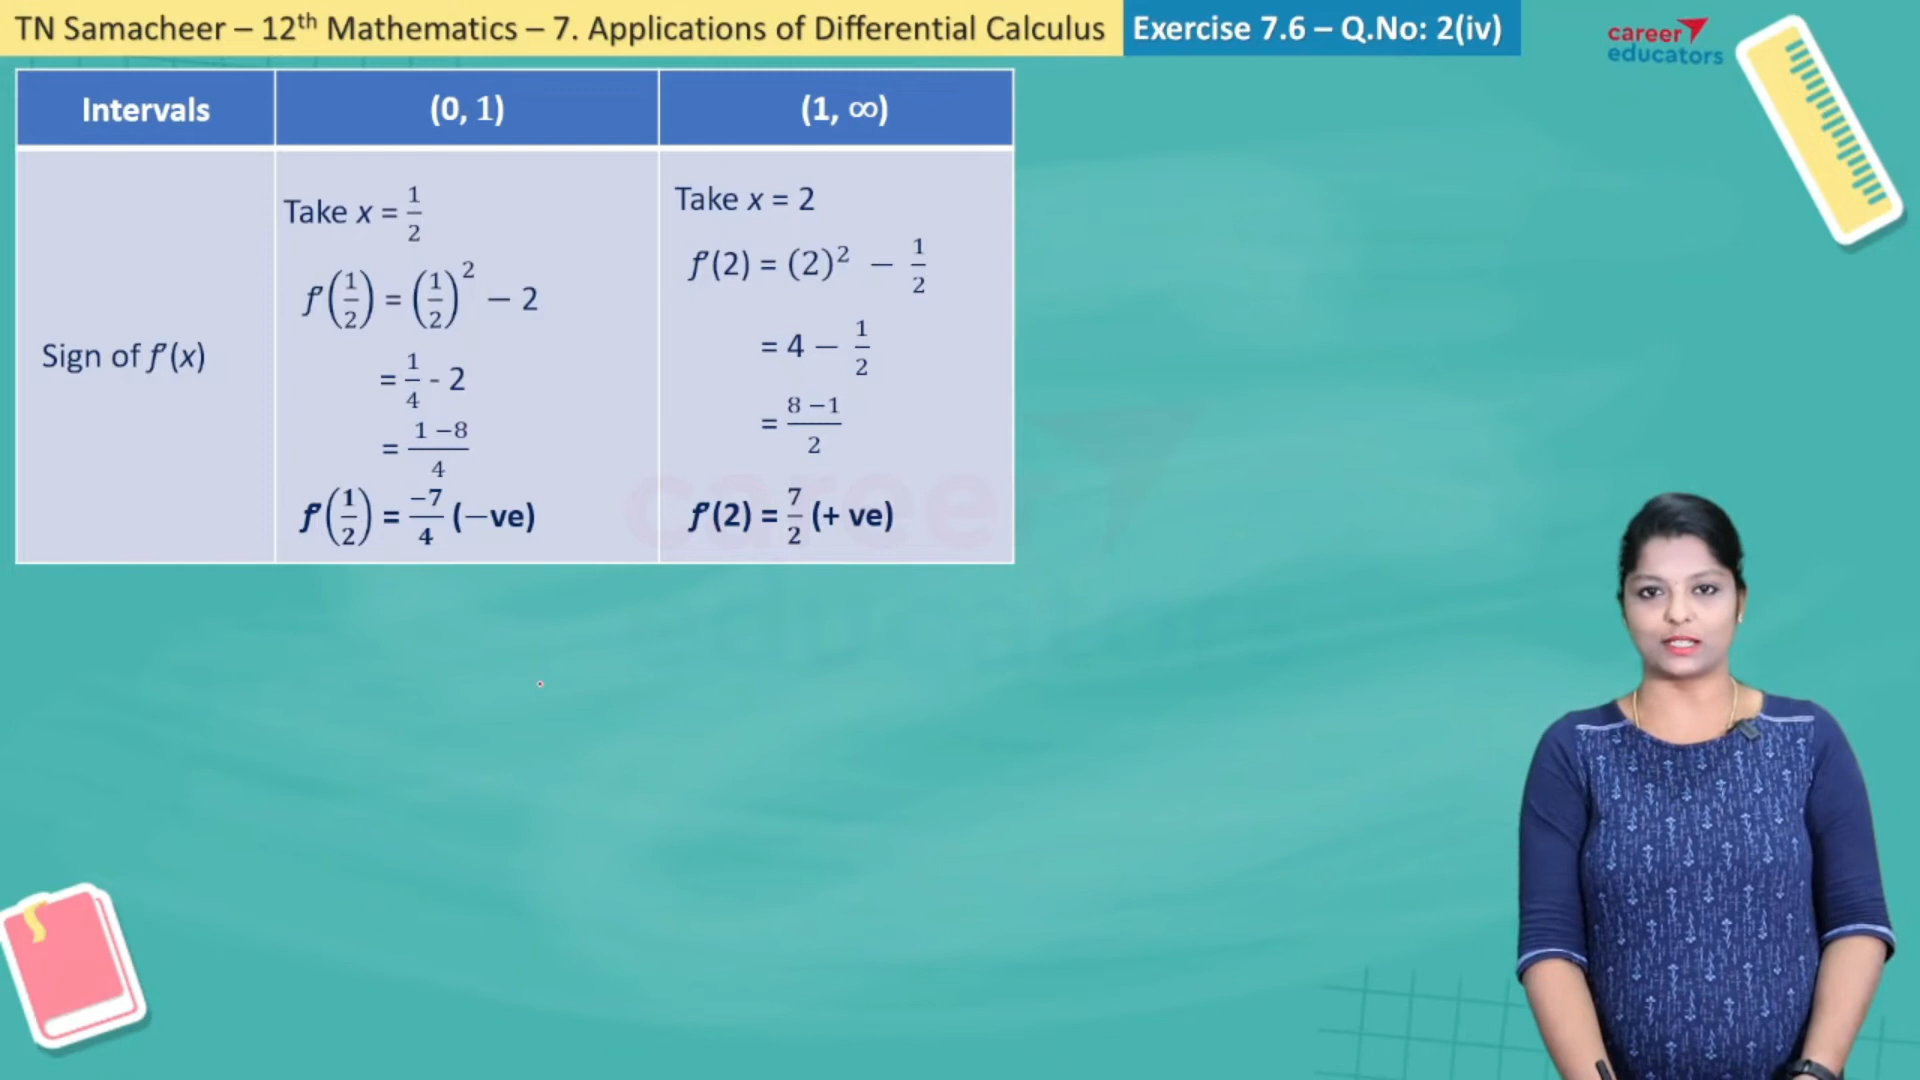 TN Samacheer – 12th Mathematics – 7. Applications of Differential Calculus
Exercise 7.6 – Q.No: 2(iv)
career
educators
Intervals
(0, 1)
(1, ∞)
Sign of f'(x)
Take x = 1/2
f'(1/2) = (1/2)² − 2
= 1/4 - 2
= 1 −8/4
f'(1/2) = −7/4 (−ve)
Take x = 2
f'(2) = (2)² − 1/2
= 4 − 1/2
= 8 −1/2
f'(2) = 7/2 (+ ve)
career
educators